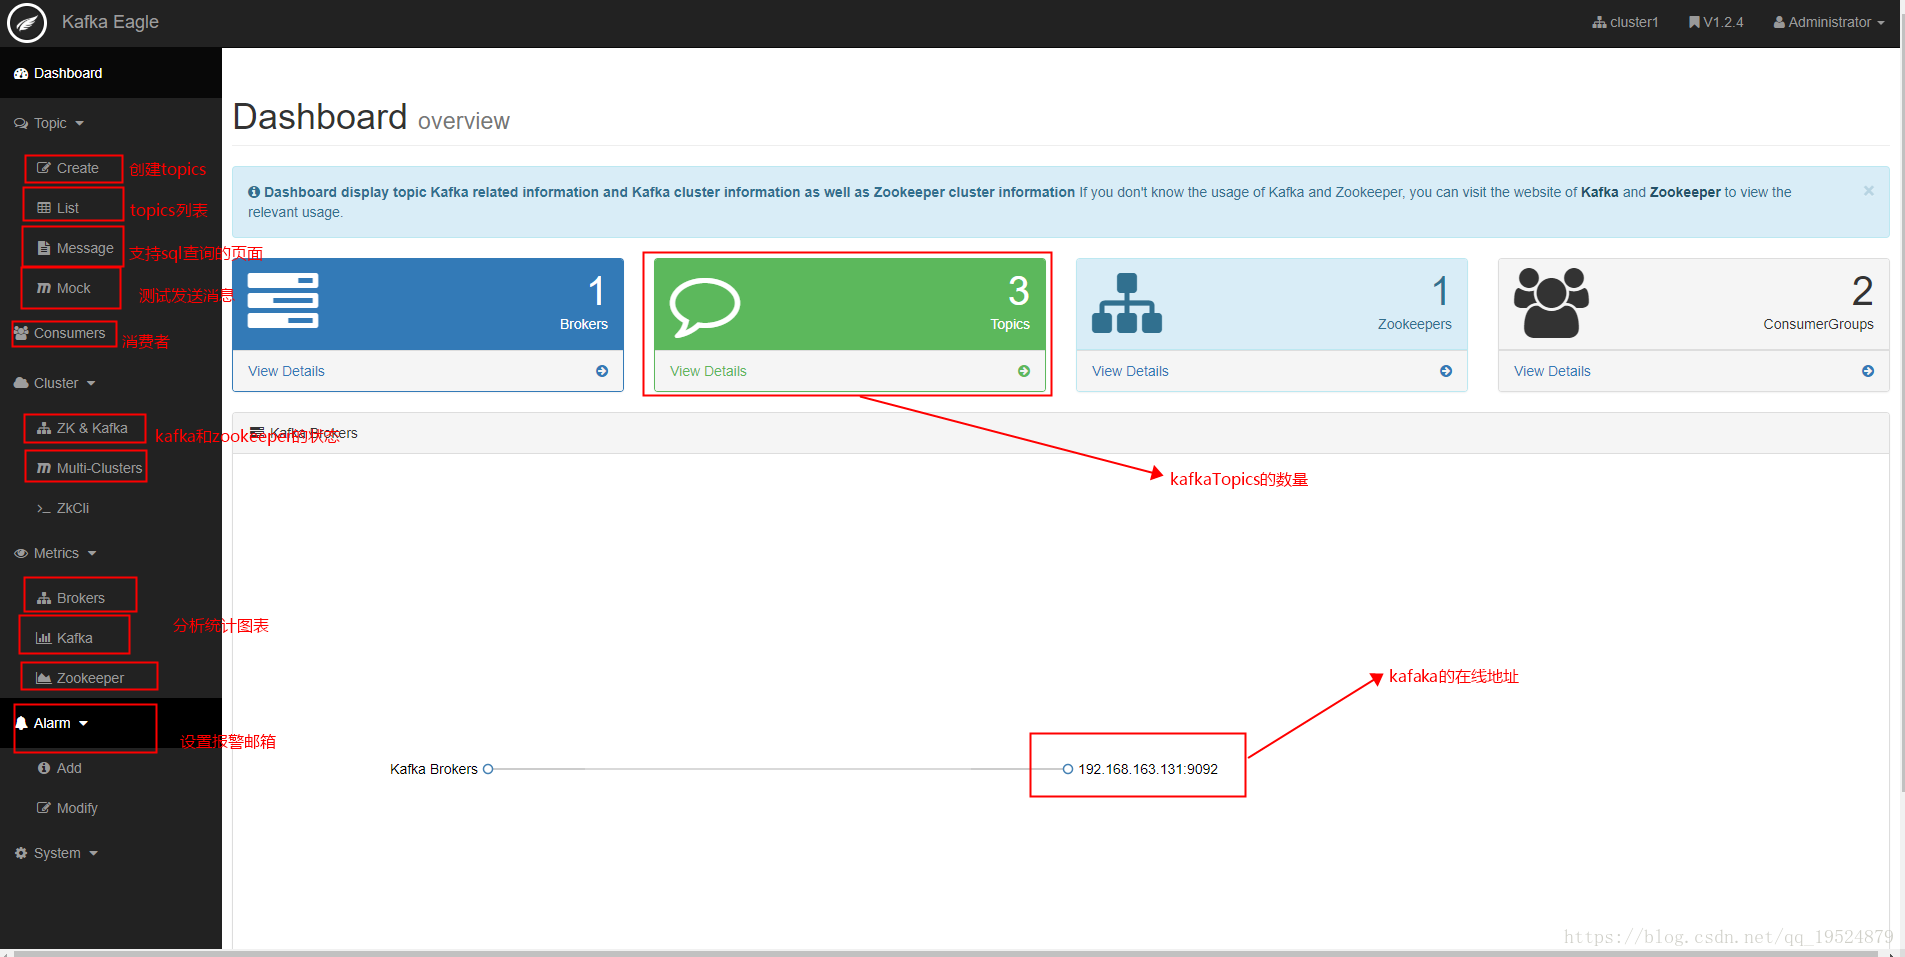 Kafka Eagle
cluster1
V1.2.4
Administrator
Dashboard
Topic
Create
创建topics
List
topics列表
Message
支持sql查询的页面
Mock
测试发送消息
Consumers
消费者
Cluster
ZK & Kafka
kafka和zookeeper的状态
Multi-Clusters
ZkCli
Metrics
Brokers
Kafka
分析统计图表
Zookeeper
Alarm
设置报警邮箱
Add
Modify
System
Dashboard overview
Dashboard display topic Kafka related information and Kafka cluster information as well as Zookeeper cluster information If you don't know the usage of Kafka and Zookeeper, you can visit the website of Kafka and Zookeeper to view the
relevant usage.
×
1
Brokers
View Details
3
Topics
View Details
1
Zookeepers
View Details
2
ConsumerGroups
View Details
Kafka Brokers
kafkaTopics的数量
kafaka的在线地址
Kafka Brokers
192.168.163.131:9092
https://blog.csdn.net/qq_19524879